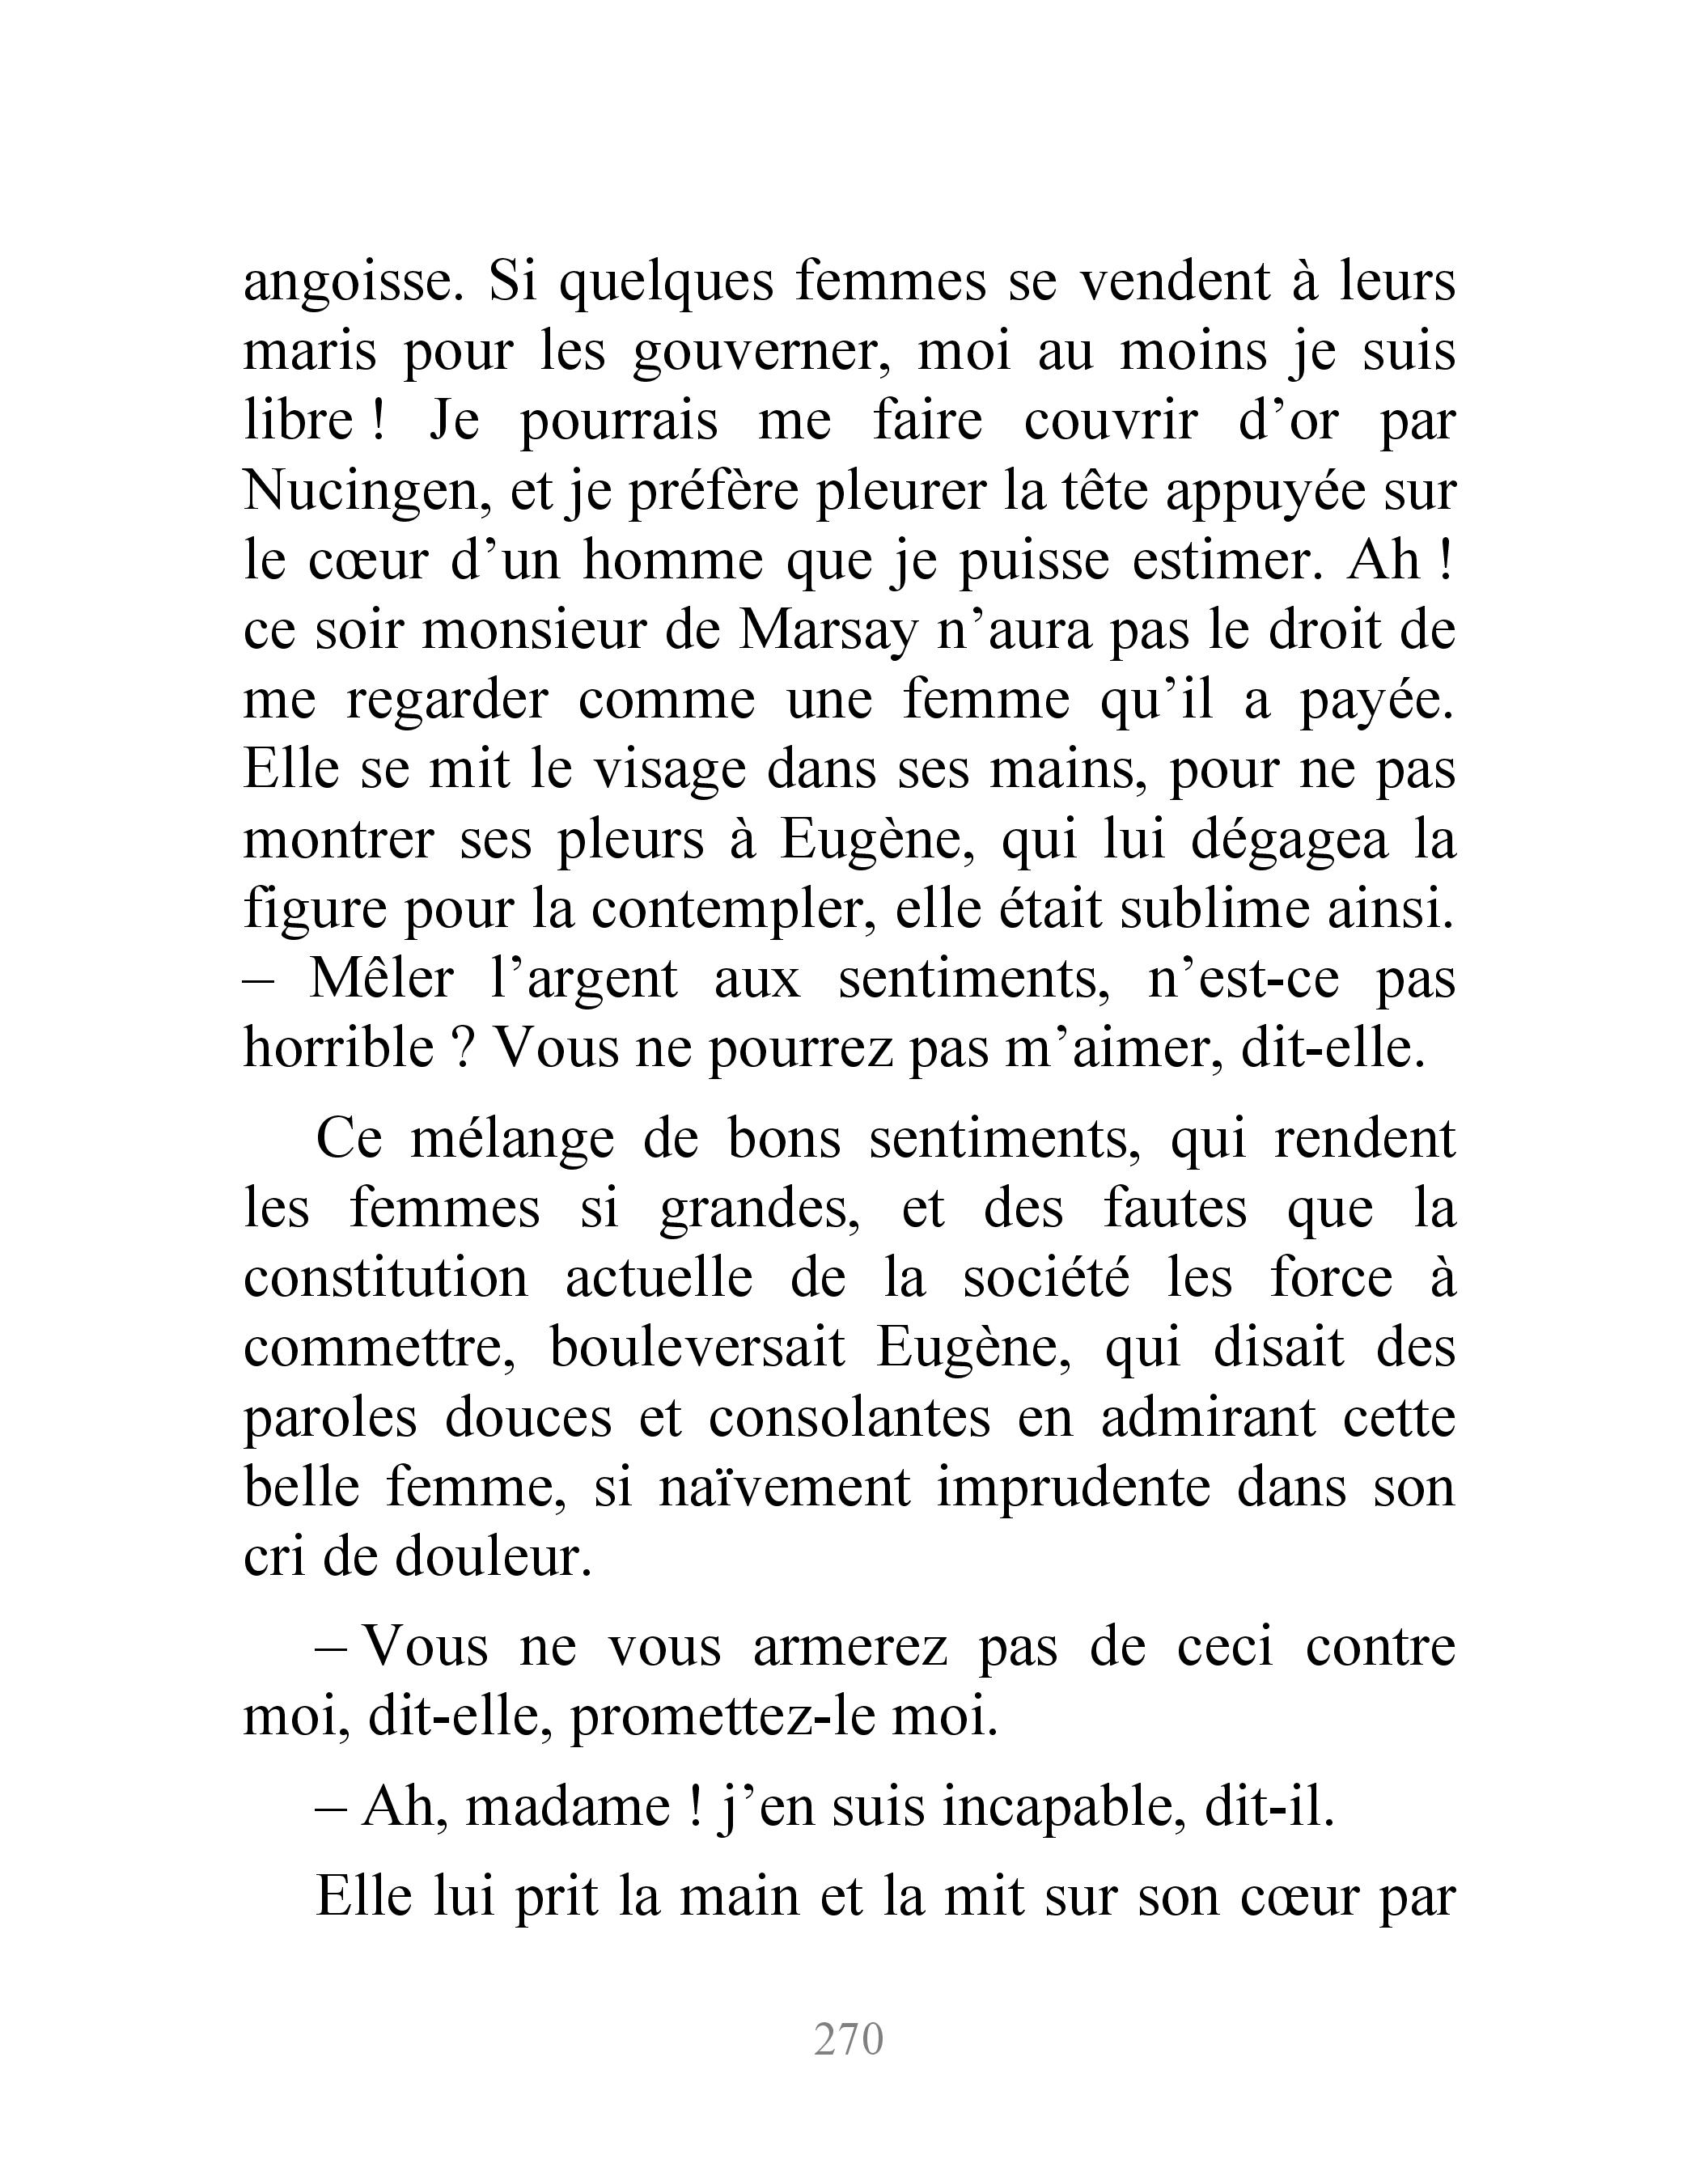 angoisse. Si quelques femmes se vendent à leurs
maris pour les gouverner, moi au moins je suis
libre ! Je pourrais me faire couvrir d’or par
Nucingen, et je préfère pleurer la tête appuyée sur
le cœur d’un homme que je puisse estimer. Ah !
ce soir monsieur de Marsay n’aura pas le droit de
me regarder comme une femme qu’il a payée.
Elle se mit le visage dans ses mains, pour ne pas
montrer ses pleurs à Eugène, qui lui dégagea la
figure pour la contempler, elle était sublime ainsi.
– Mêler l’argent aux sentiments, n’est-ce pas
horrible ? Vous ne pourrez pas m’aimer, dit-elle.
Ce mélange de bons sentiments, qui rendent
les femmes si grandes, et des fautes que la
constitution actuelle de la société les force à
commettre, bouleversait Eugène, qui disait des
paroles douces et consolantes en admirant cette
belle femme, si naïvement imprudente dans son
cri de douleur.
– Vous ne vous armerez pas de ceci contre
moi, dit-elle, promettez-le moi.
– Ah, madame ! j’en suis incapable, dit-il.
Elle lui prit la main et la mit sur son cœur par
270